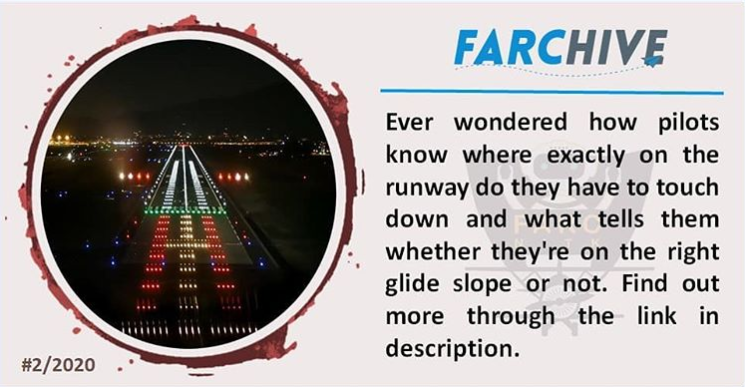 FARCHIVE
Ever wondered how pilots
know where exactly on the
runway do they have to touch
down and what tells them
whether they're on the right
glide slope or not. Find out
more through the link in
description.
#2/2020